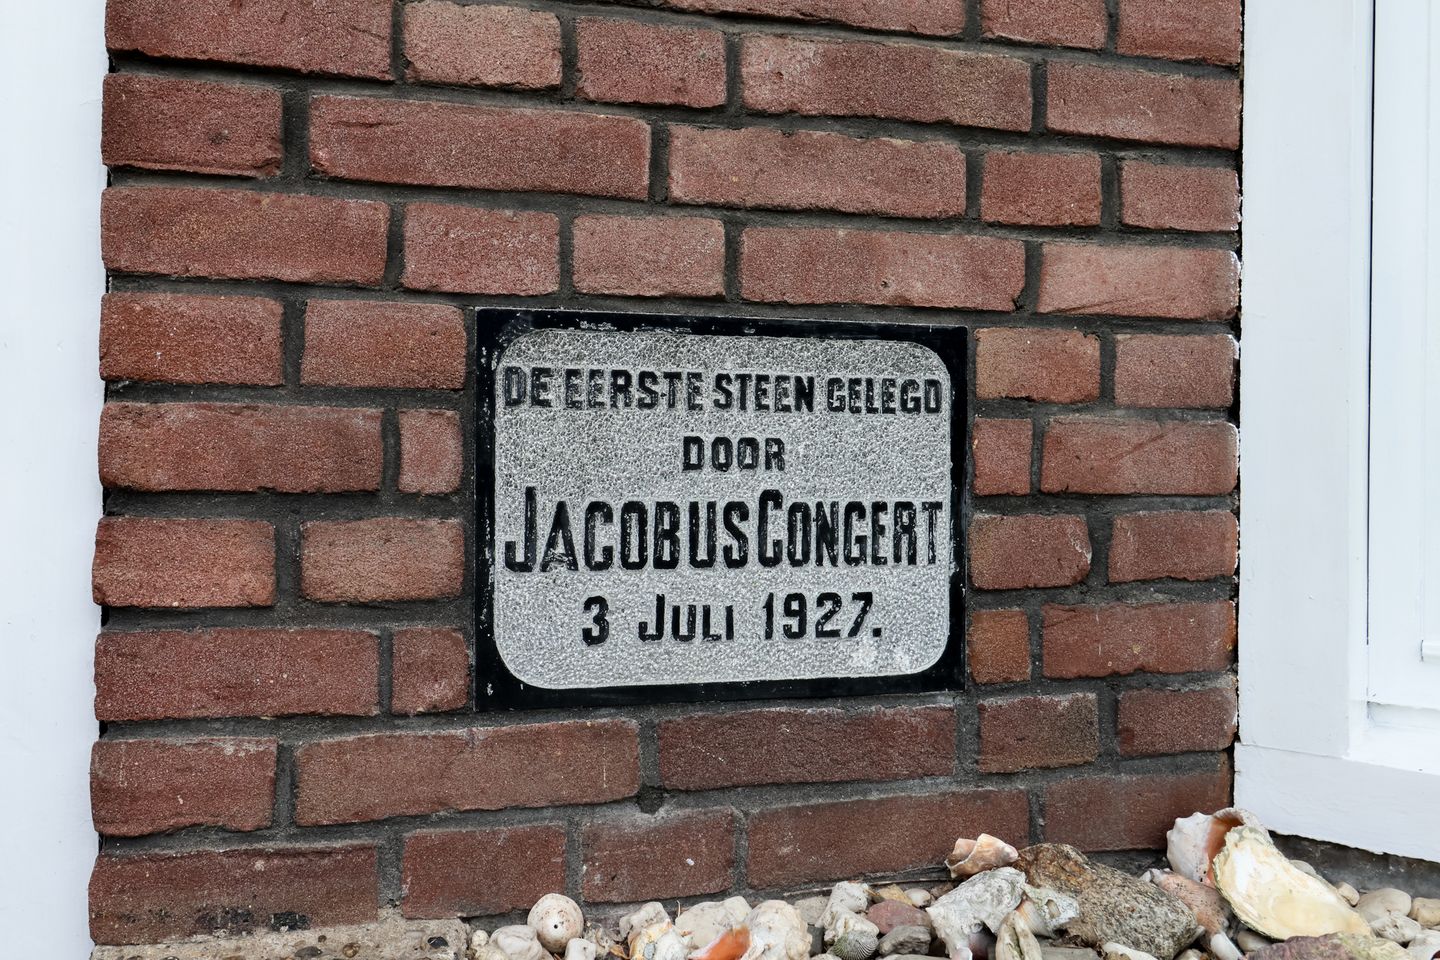 DE EERSTE STEEN GELEGD
DOOR
JACOBUS CONGERT
3 JULI 1927.